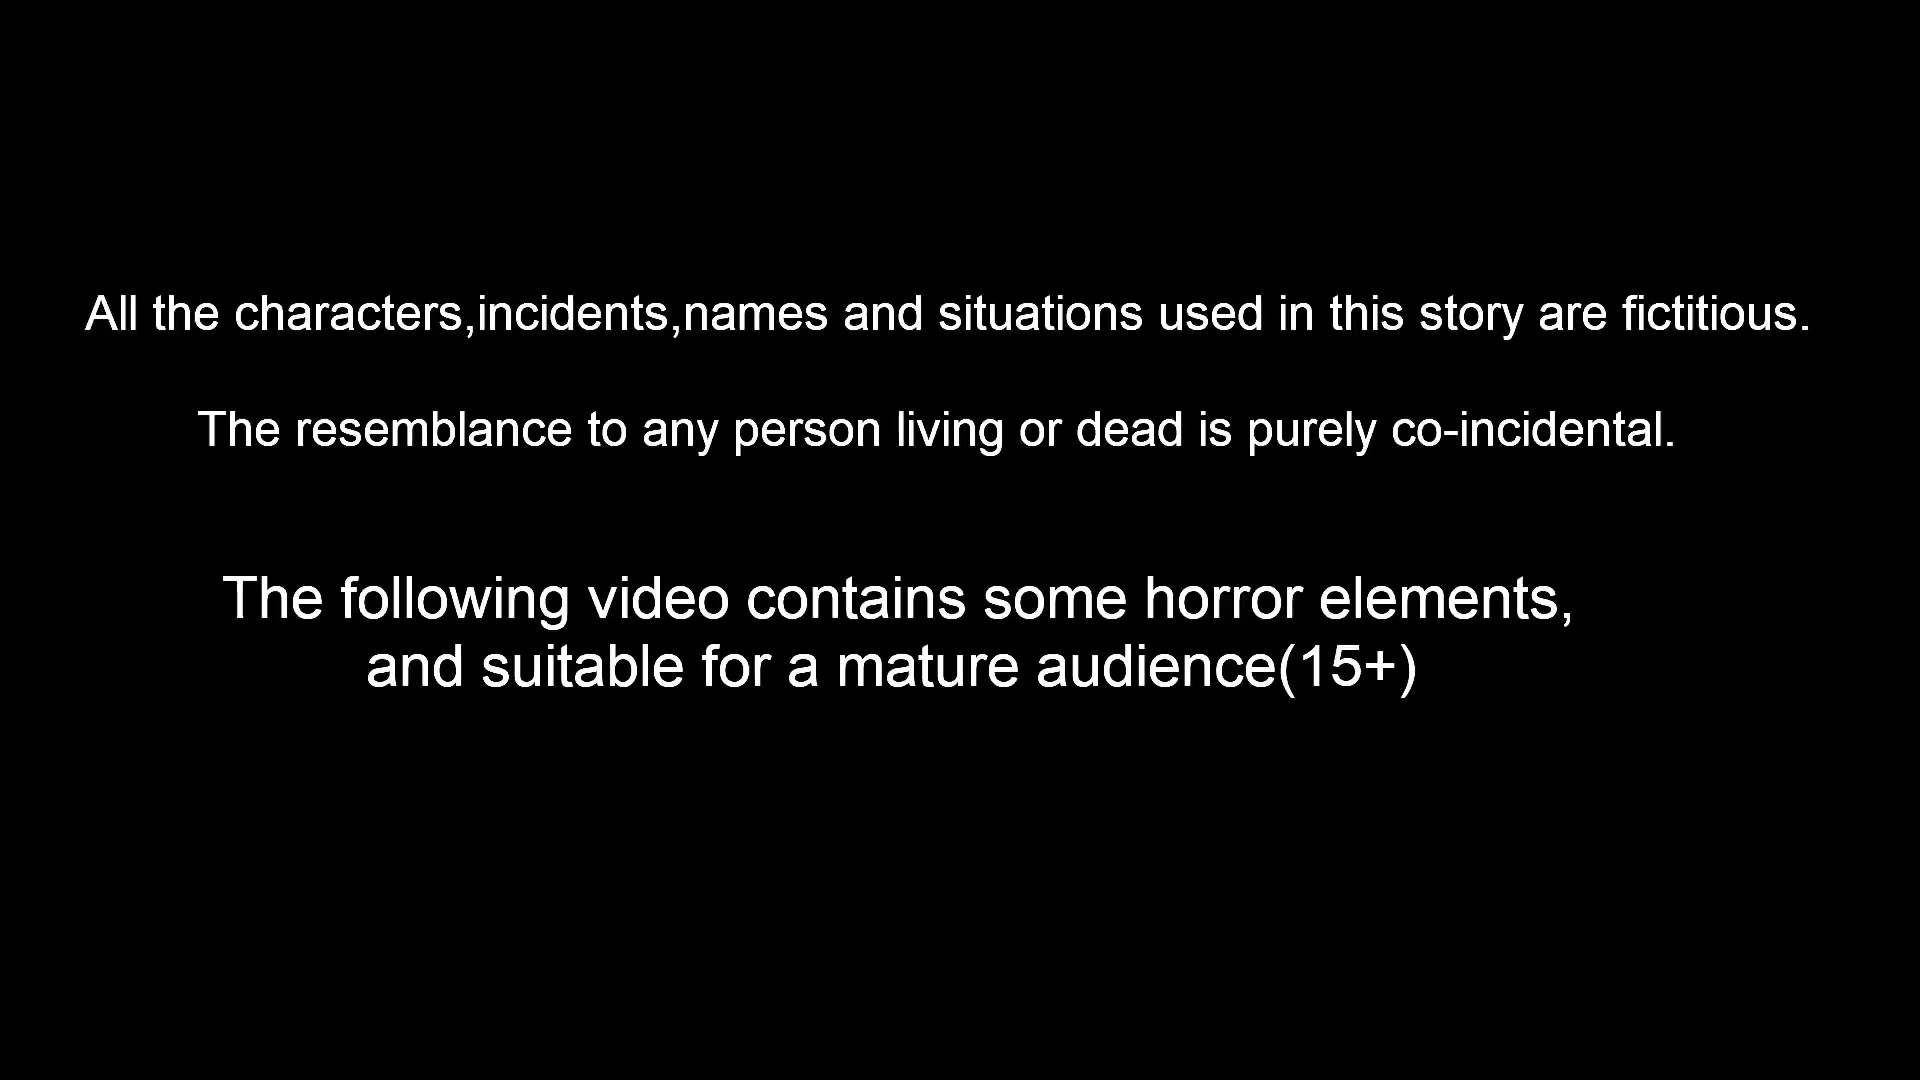 All the characters,incidents,names and situations used in this story are fictitious.
The resemblance to any person living or dead is purely co-incidental.
The following video contains some horror elements,
and suitable for a mature audience(15+)